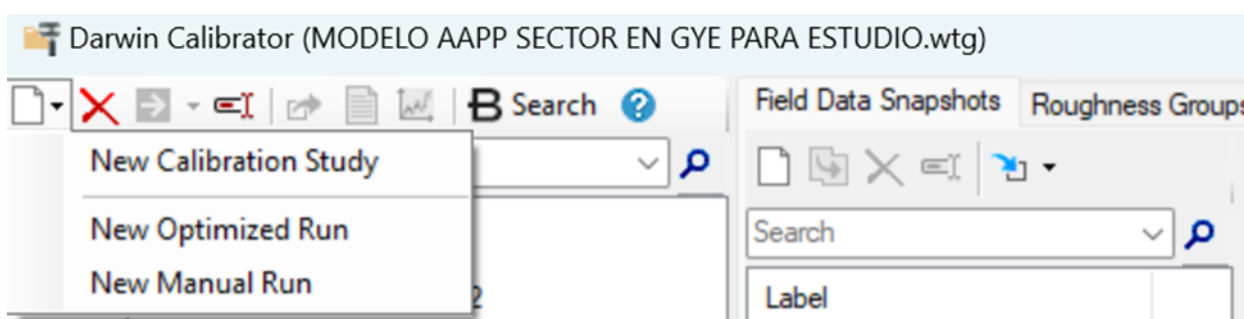 Darwin Calibrator (MODELO AAPP SECTOR EN GYE PARA ESTUDIO.wtg)
Search
New Calibration Study
New Optimized Run
New Manual Run
2
Field Data Snapshots Roughness Groups
Search
Label